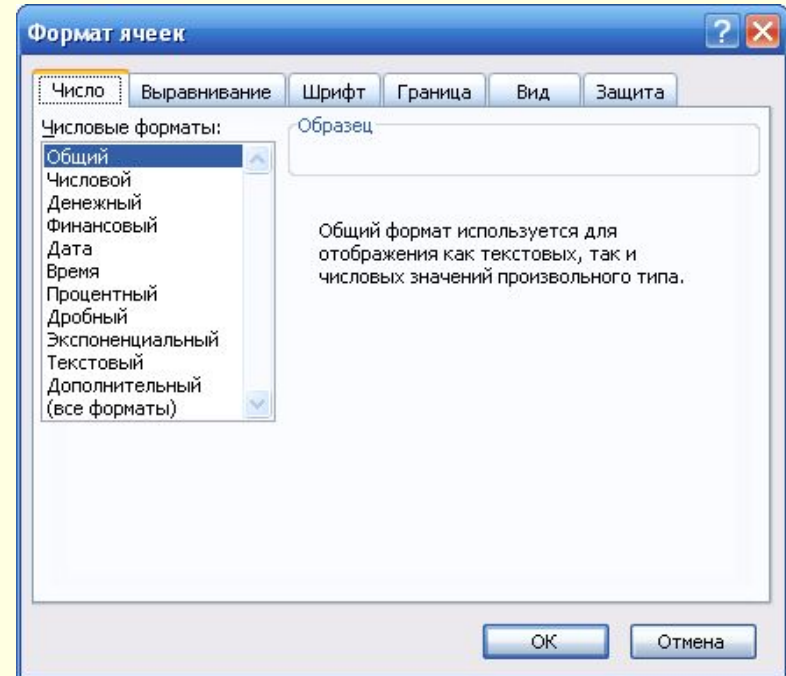 Формат ячеек
Число Выравнивание Шрифт Граница Вид Защита
Числовые форматы:
Общий
Числовой
Денежный
Финансовый
Дата
Время
Процентный
Дробный
Экспоненциальный
Текстовый
Дополнительный
(все форматы)
Образец
Общий формат используется для
отображения как текстовых, так и
числовых значений произвольного типа.
ОК Отмена